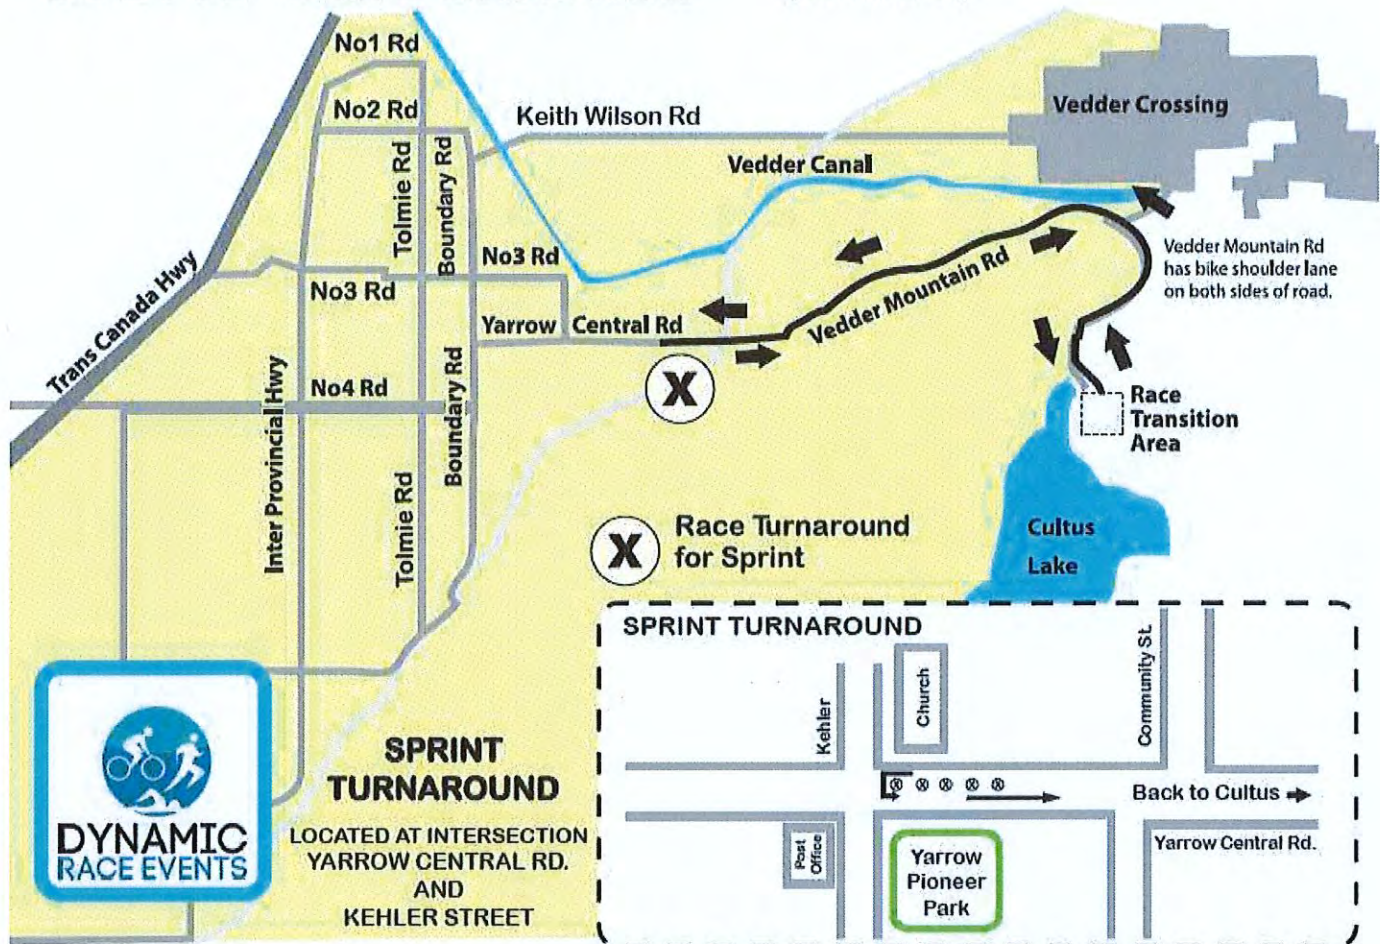 No1 Rd
No2 Rd
Keith Wilson Rd
Vedder Crossing
Tolmie Rd
Boundary Rd
Vedder Canal
No3 Rd
No3 Rd
Vedder Mountain Rd
has bike shoulder lane
on both sides of road.
Trans Canada Hwy
Vedder Mountain Rd
Yarrow Central Rd
No4 Rd
X
Race
Transition
Area
Inter Provincial Hwy
Tolmie Rd
Boundary Rd
X
Race Turnaround
for Sprint
Cultus
Lake
SPRINT TURNAROUND
Kehler
Church
Community St.
Back to Cultus
Post
Office
Yarrow
Pioneer
Park
Yarrow Central Rd.
DYNAMIC
RACE EVENTS
SPRINT
TURNAROUND
LOCATED AT INTERSECTION
YARROW CENTRAL RD.
AND
KEHLER STREET